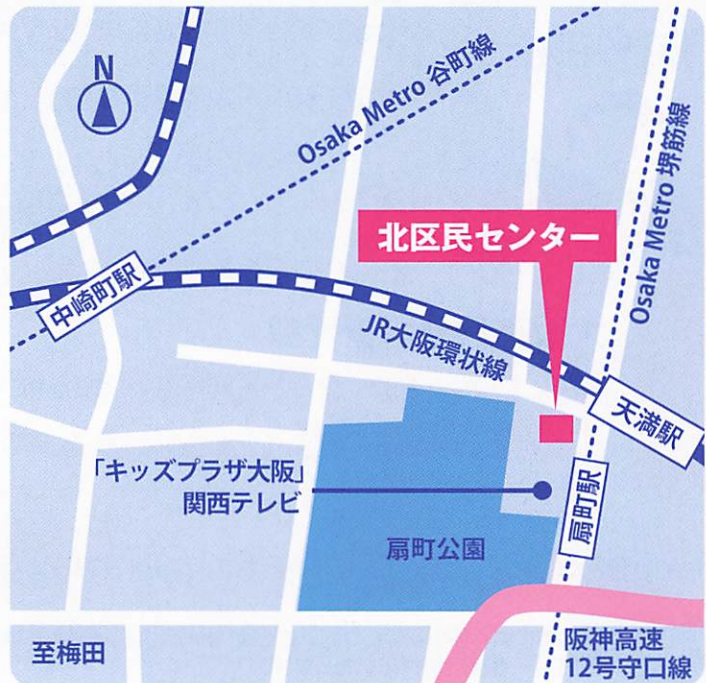 N
Osaka Metro 谷町線
Osaka Metro 堺筋線
北区民センター
中崎町駅
JR大阪環状線
天満駅
「キッズプラザ大阪」
関西テレビ
扇町駅
扇町公園
至梅田
阪神高速
12号守口線